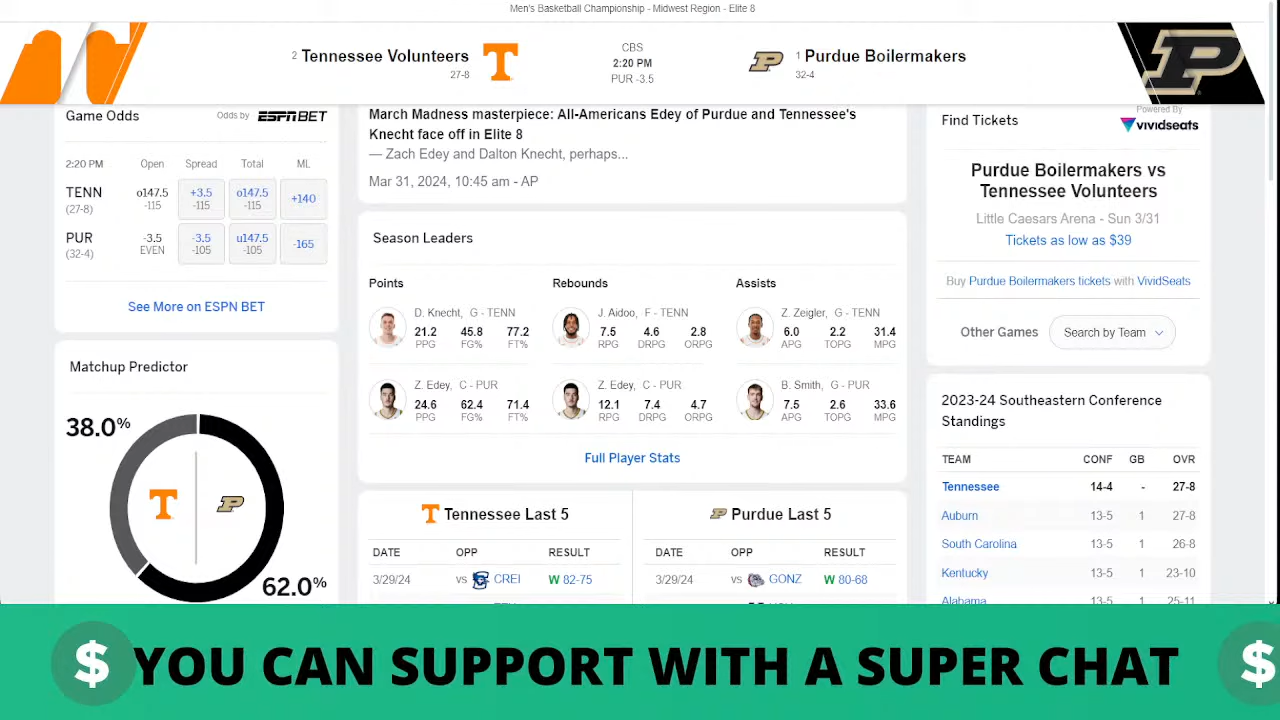 Men's Basketball Championship - Midwest Region - Elite 8
2 Tennessee Volunteers
27-8
T
CBS
2:20 PM
PUR -3.5
P
1 Purdue Boilermakers
32-4
P
Game Odds
Odds by ESPN BET
2:20 PM Open Spread Total ML
TENN o147.5 +3.5 o147.5 +140
(27-8) -115 -115 -115
PUR -3.5 -3.5 u147.5 -165
(32-4) EVEN -105 -105
See More on ESPN BET
Matchup Predictor
38.0%
T P
62.0%
March Madness masterpiece: All-Americans Edey of Purdue and Tennessee's
Knecht face off in Elite 8
— Zach Edey and Dalton Knecht, perhaps...
Mar 31, 2024, 10:45 am - AP
Season Leaders
Points Rebounds Assists
D. Knecht, G - TENN J. Aidoo, F - TENN Z. Zeigler, G - TENN
21.2 45.8 77.2 7.5 4.6 2.8 6.0 2.2 31.4
PPG FG% FT% RPG DRPG ORPG APG TOPG MPG
Z. Edey, C - PUR Z. Edey, C - PUR B. Smith, G - PUR
24.6 62.4 71.4 12.1 7.4 4.7 7.5 2.6 33.6
PPG FG% FT% RPG DRPG ORPG APG TOPG MPG
Full Player Stats
T Tennessee Last 5
DATE OPP RESULT
3/29/24 vs CREI W 82-75
P Purdue Last 5
DATE OPP RESULT
3/29/24 vs GONZ W 80-68
Find Tickets
Powered By
vividseats
Purdue Boilermakers vs
Tennessee Volunteers
Little Caesars Arena - Sun 3/31
Tickets as low as $39
Buy Purdue Boilermakers tickets with VividSeats
Other Games Search by Team
2023-24 Southeastern Conference
Standings
TEAM CONF GB OVR
Tennessee 14-4 - 27-8
Auburn 13-5 1 27-8
South Carolina 13-5 1 26-8
Kentucky 13-5 1 23-10
Alabama 13-5 1 25-11
$ YOU CAN SUPPORT WITH A SUPER CHAT $